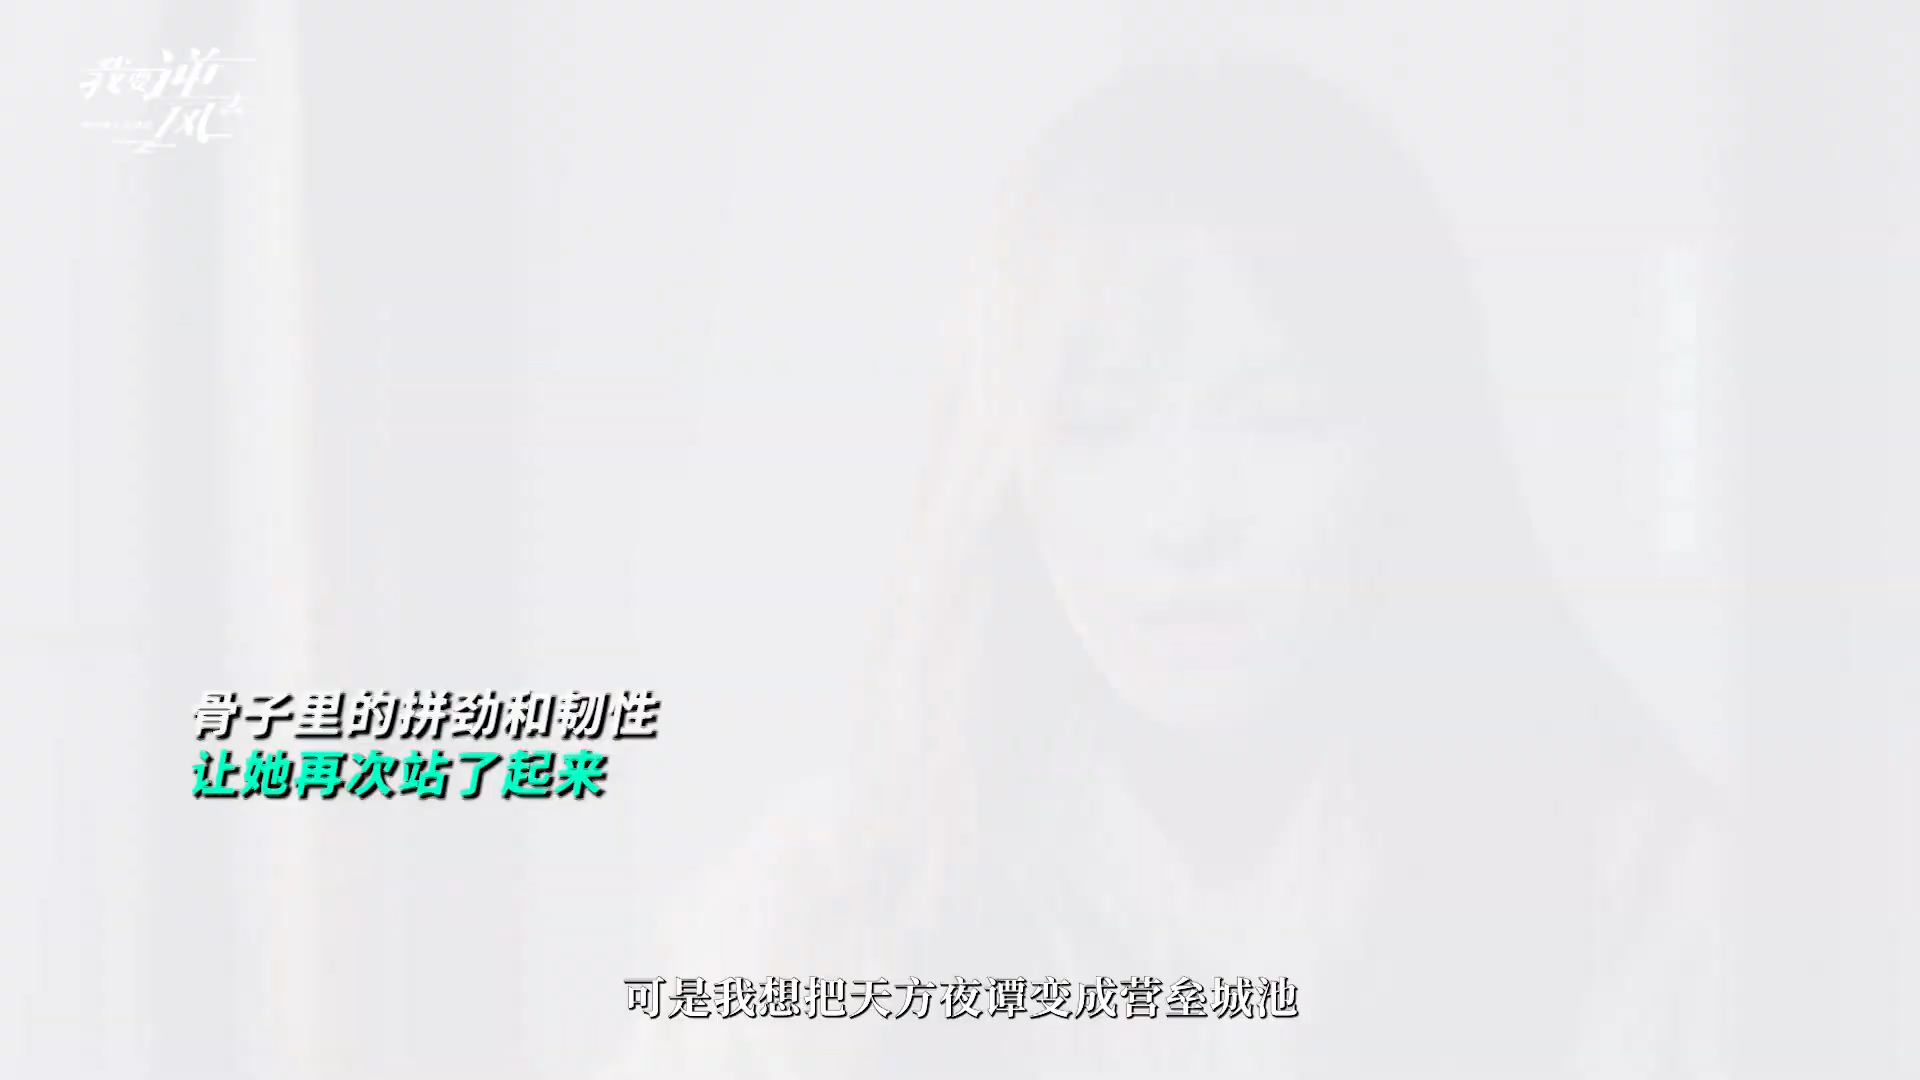 我要逆风去
骨子里的拼劲和韧性
让她再次站了起来
可是我想把天方夜谭变成营垒城池